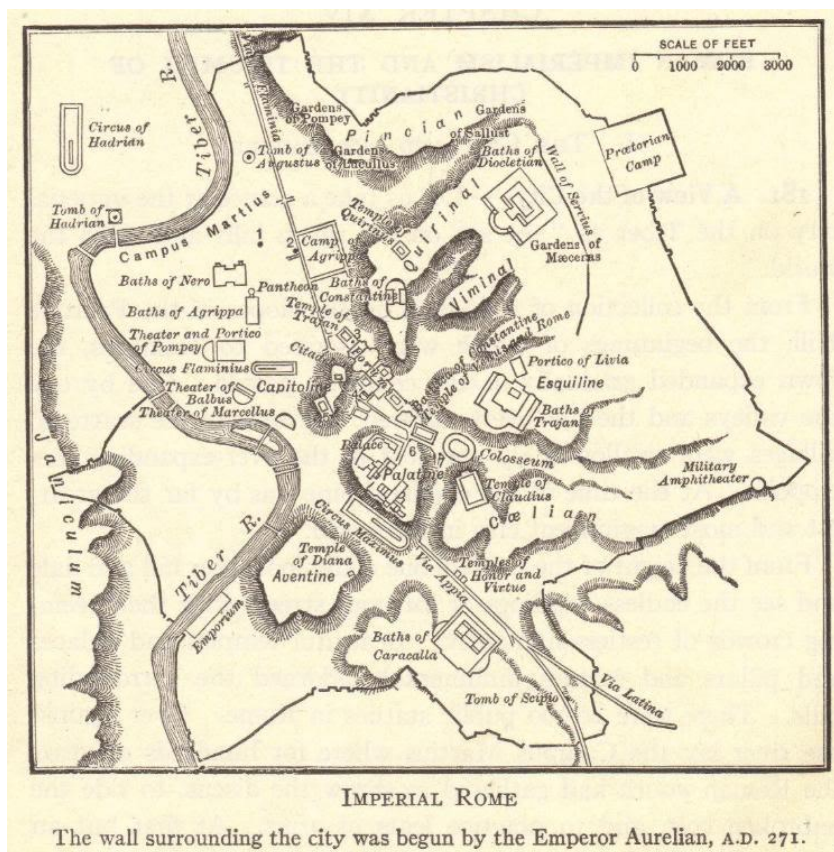 SCALE OF FEET
0 1000 2000 3000
Tiber R.
Via Flaminia
Circus of
Hadrian
Gardens
of Pompey
Pincian
Gardens
of Sallust
Tomb of
Augustus
Gardens
of Lucullus
Baths of
Diocletian
Wall of Servius
Prætorian
Camp
Tomb of
Hadrian
Campus Martius
1
2
Camp of
Agrippa
Temple of
Quirinus
Quirinal
Gardens of
Mæcenas
Baths of Nero
Pantheon
Baths of
Constantine
Viminal
Baths of Agrippa
Temple of
Trajan
3
Theater and Portico
of Pompey
Citadel
Basilica of Constantine
Temple of Venus and Rome
Circus Flaminius
Capitoline
Portico of Livia
Esquiline
Theater of
Balbus
Theater of Marcellus
Baths of
Trajan
Janiculum
Palace
6
Palatine
Colosseum
Military
Amphitheater
Temple of
Claudius
Cœlian
Circus Maximus
Tiber R.
Temple
of Diana
Aventine
Via Appia
Temples of
Honor and
Virtue
Emporium
Baths of
Caracalla
Tomb of Scipio
Via Latina
IMPERIAL ROME
The wall surrounding the city was begun by the Emperor Aurelian, A.D. 271.